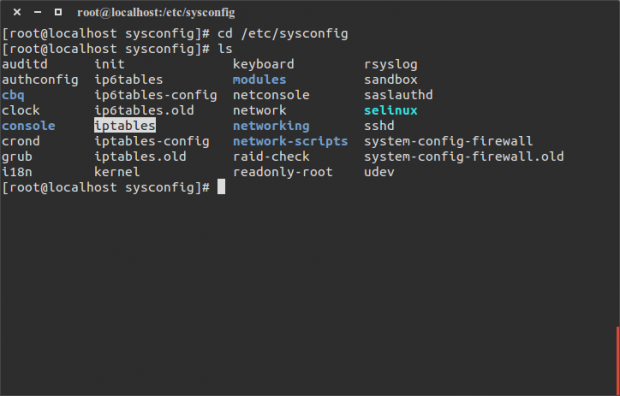 root@localhost:/etc/sysconfig
[root@localhost sysconfig]# cd /etc/sysconfig
[root@localhost sysconfig]# ls
auditd init keyboard rsyslog
authconfig ip6tables modules sandbox
cbq ip6tables-config netconsole saslauthd
clock ip6tables.old network selinux
console iptables networking sshd
crond iptables-config network-scripts system-config-firewall
grub iptables.old raid-check system-config-firewall.old
i18n kernel readonly-root udev
[root@localhost sysconfig]#